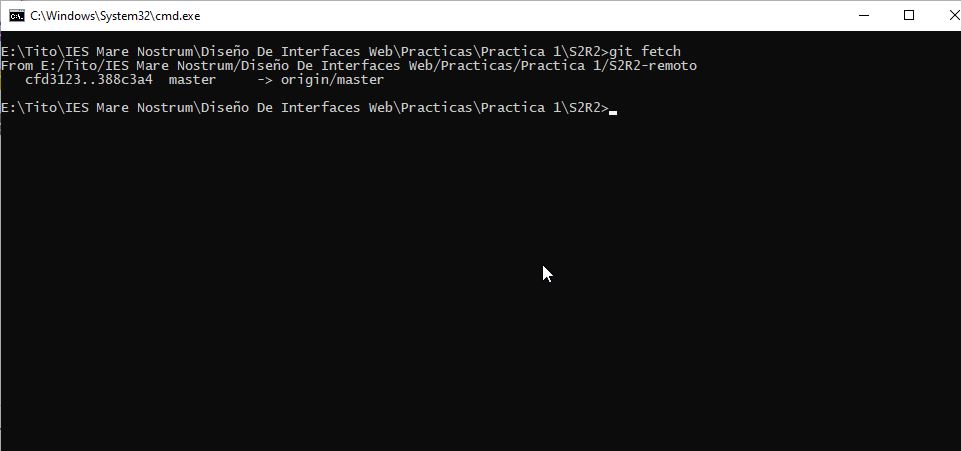 C:\Windows\System32\cmd.exe
E:\Tito\IES Mare Nostrum\Diseño De Interfaces Web\Practicas\Practica 1\S2R2>git fetch
From E:/Tito/IES Mare Nostrum/Diseño De Interfaces Web/Practicas/Practica 1/S2R2-remoto
   cfd3123..388c3a4  master     -> origin/master
E:\Tito\IES Mare Nostrum\Diseño De Interfaces Web\Practicas\Practica 1\S2R2>